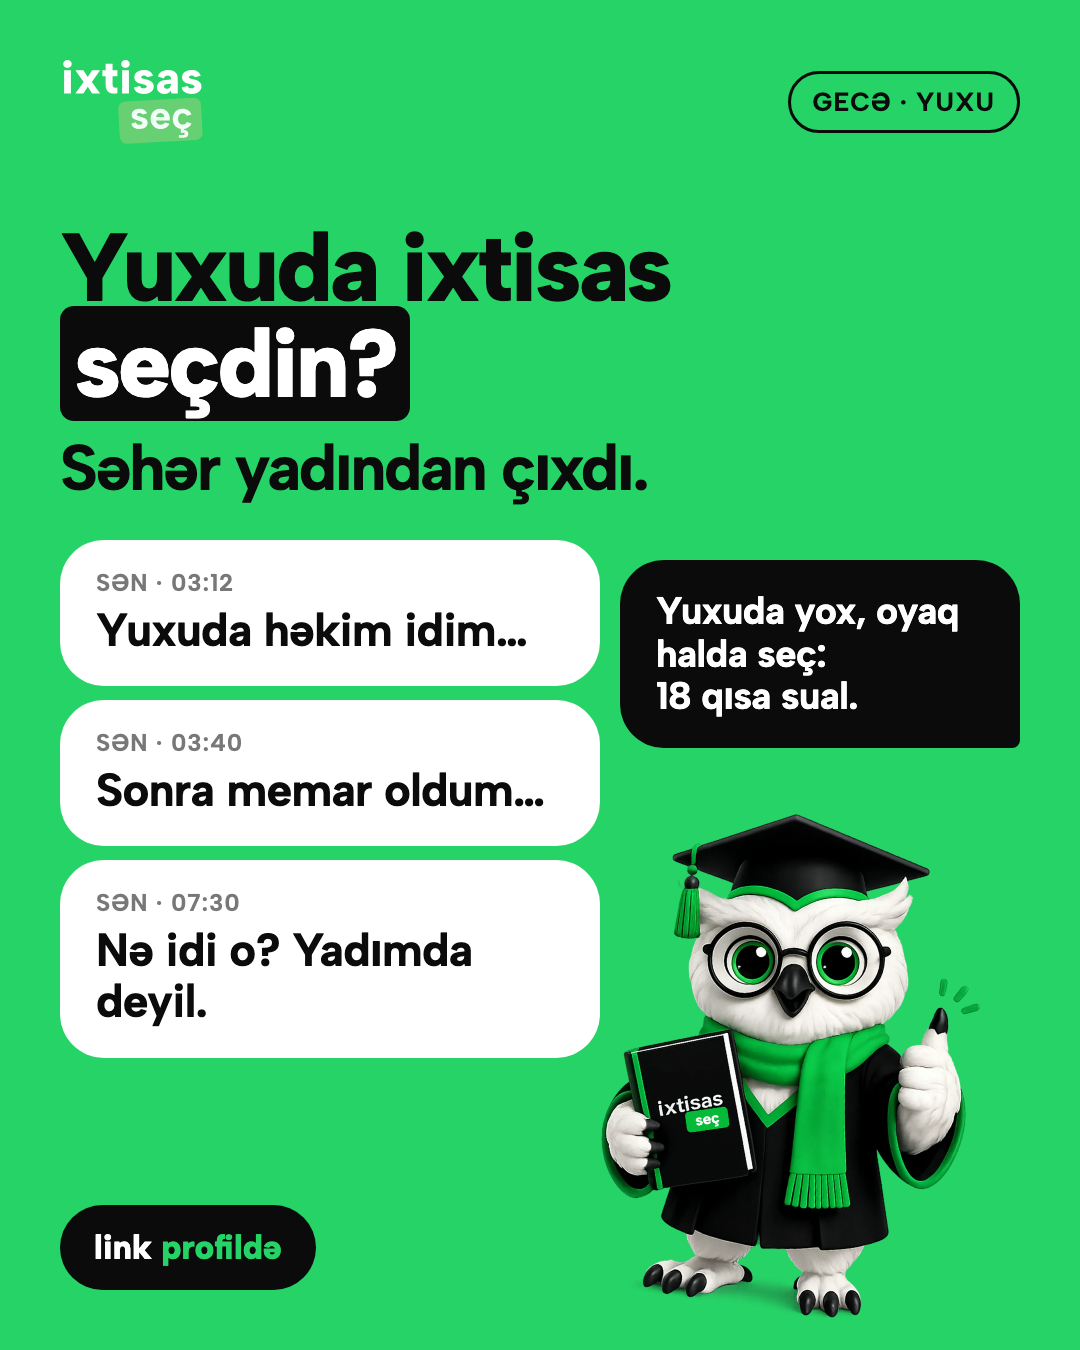 ixtisas
seç
GECƏ · YUXU
Yuxuda ixtisas
seçdin?
Səhər yadından çıxdı.
SƏN · 03:12
Yuxuda həkim idim...
SƏN · 03:40
Sonra memar oldum...
SƏN · 07:30
Nə idi o? Yadımda
deyil.
Yuxuda yox, oyaq
halda seç:
18 qısa sual.
ixtisas
seç
link profildə